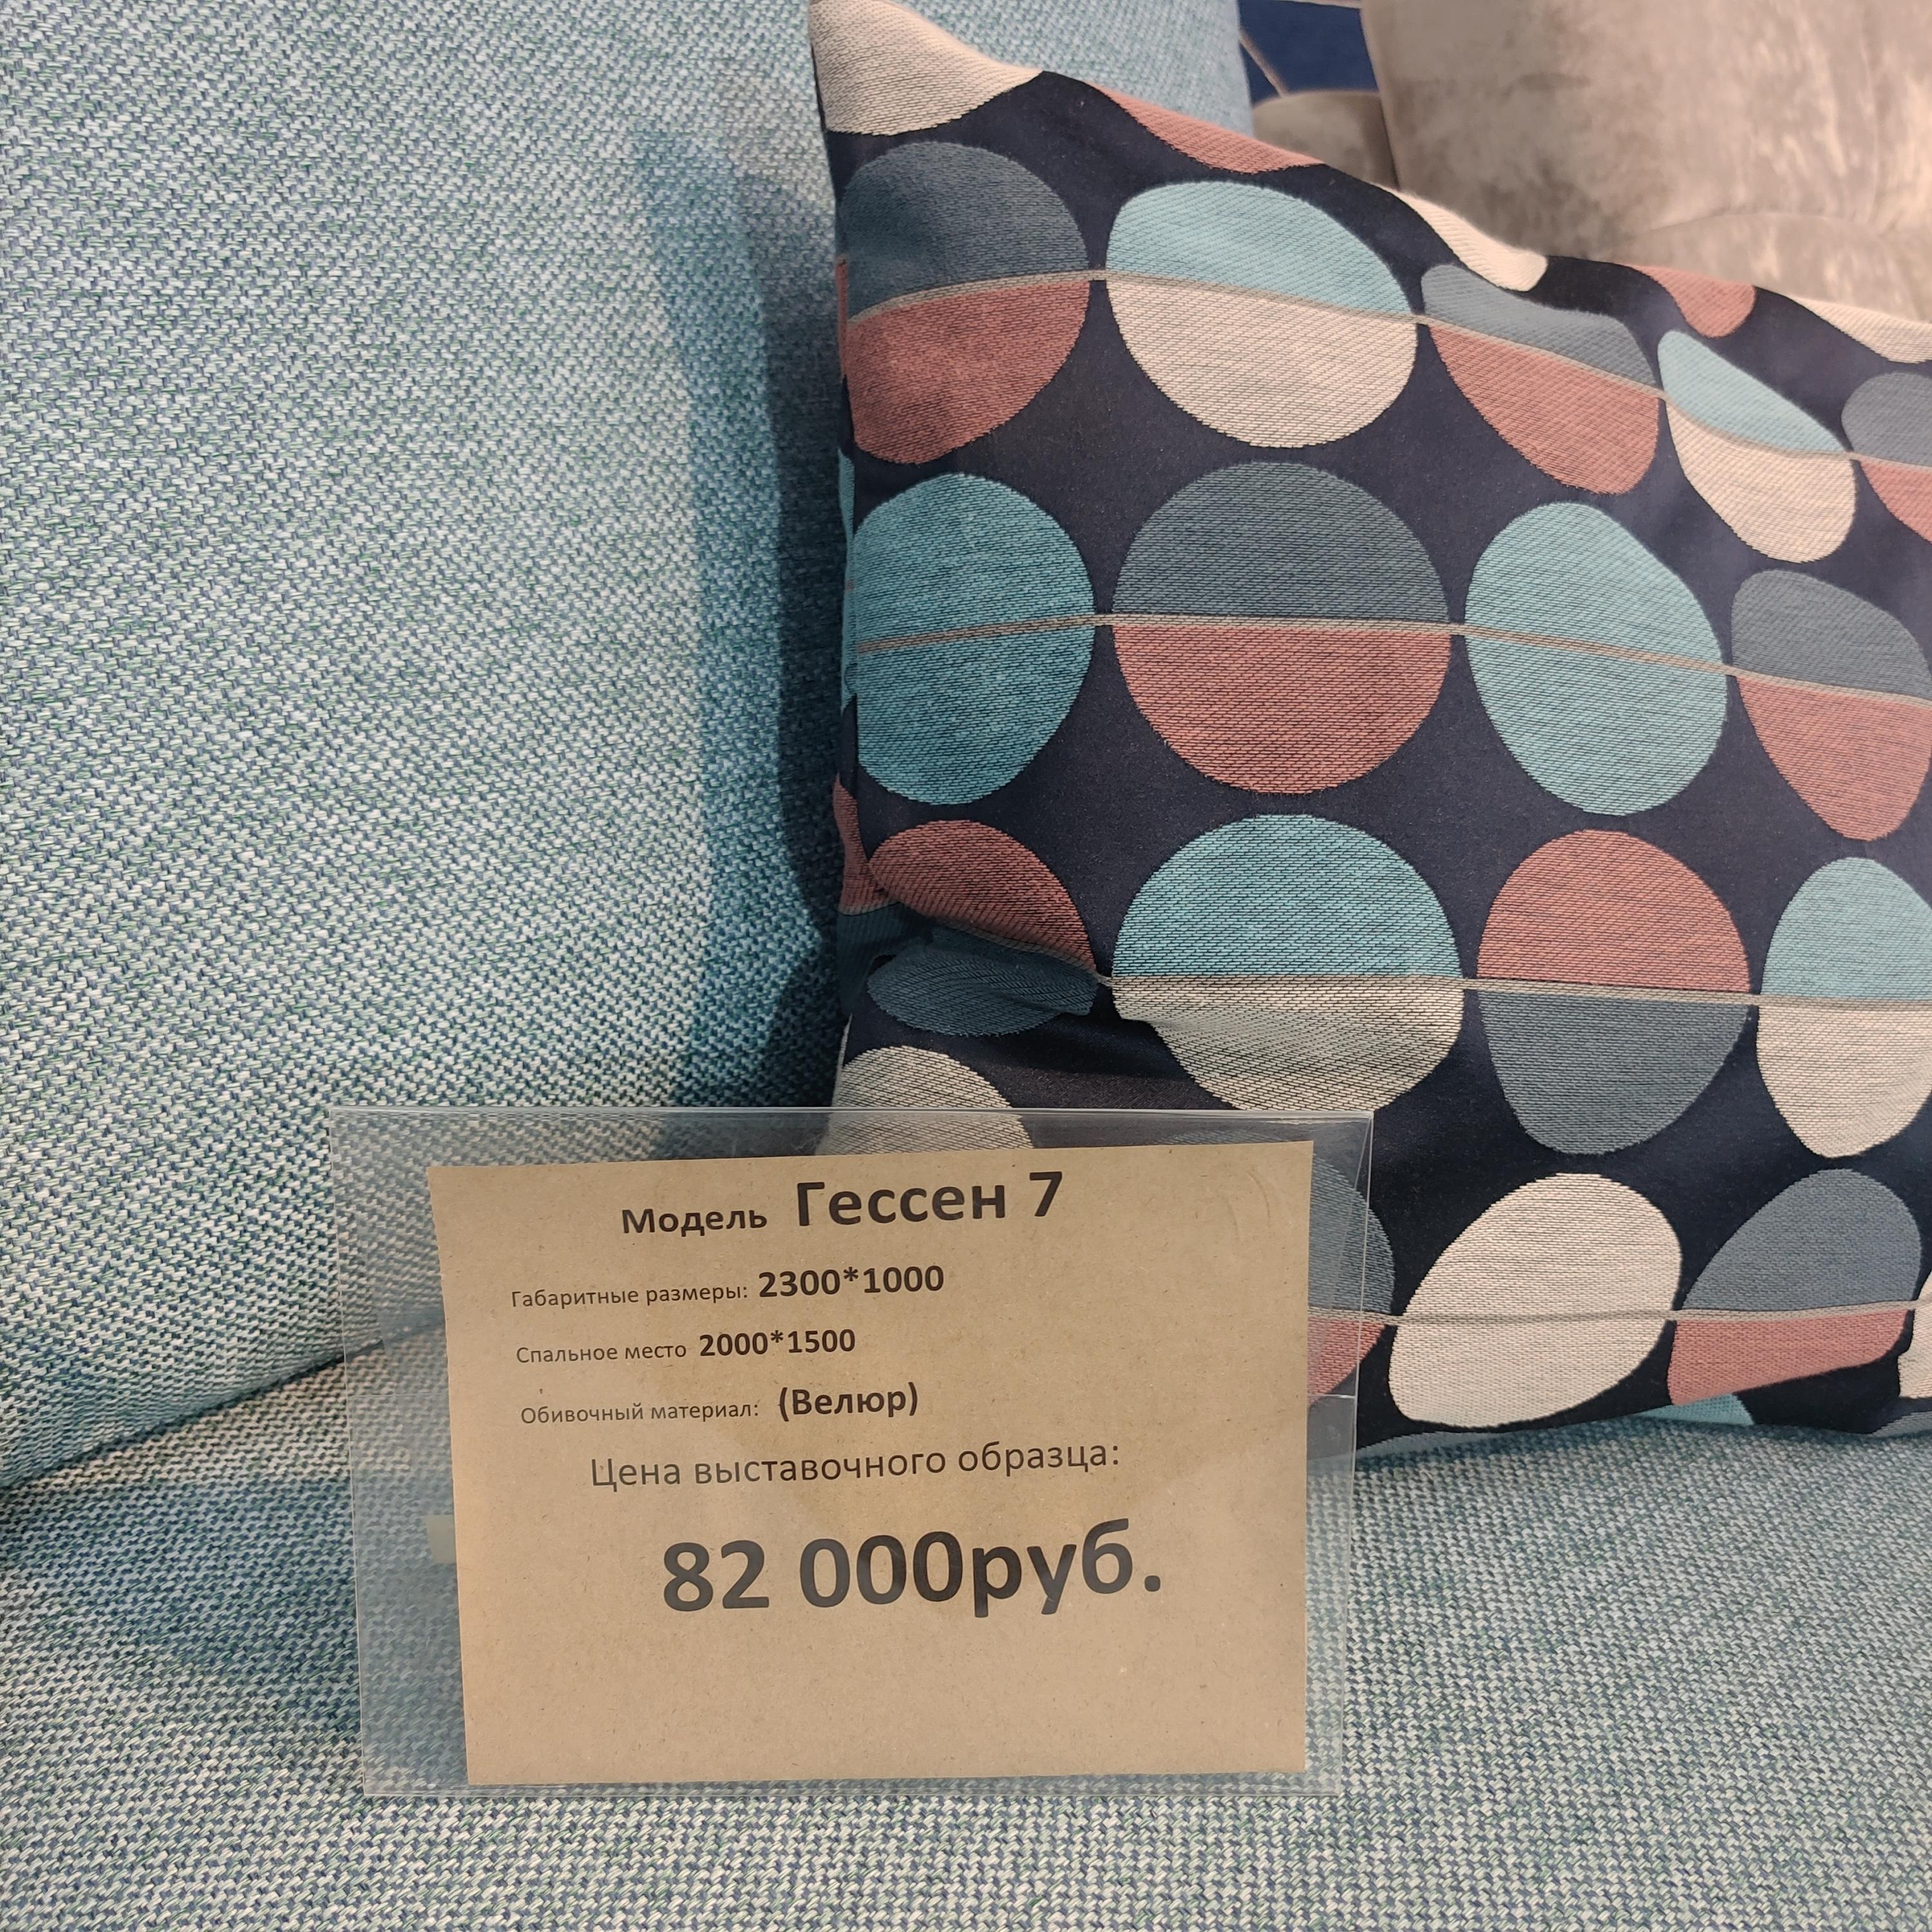 Модель Гессен 7
Габаритные размеры: 2300*1000
Спальное место 2000*1500
Обивочный материал: (Велюр)
Цена выставочного образца:
82 000руб.